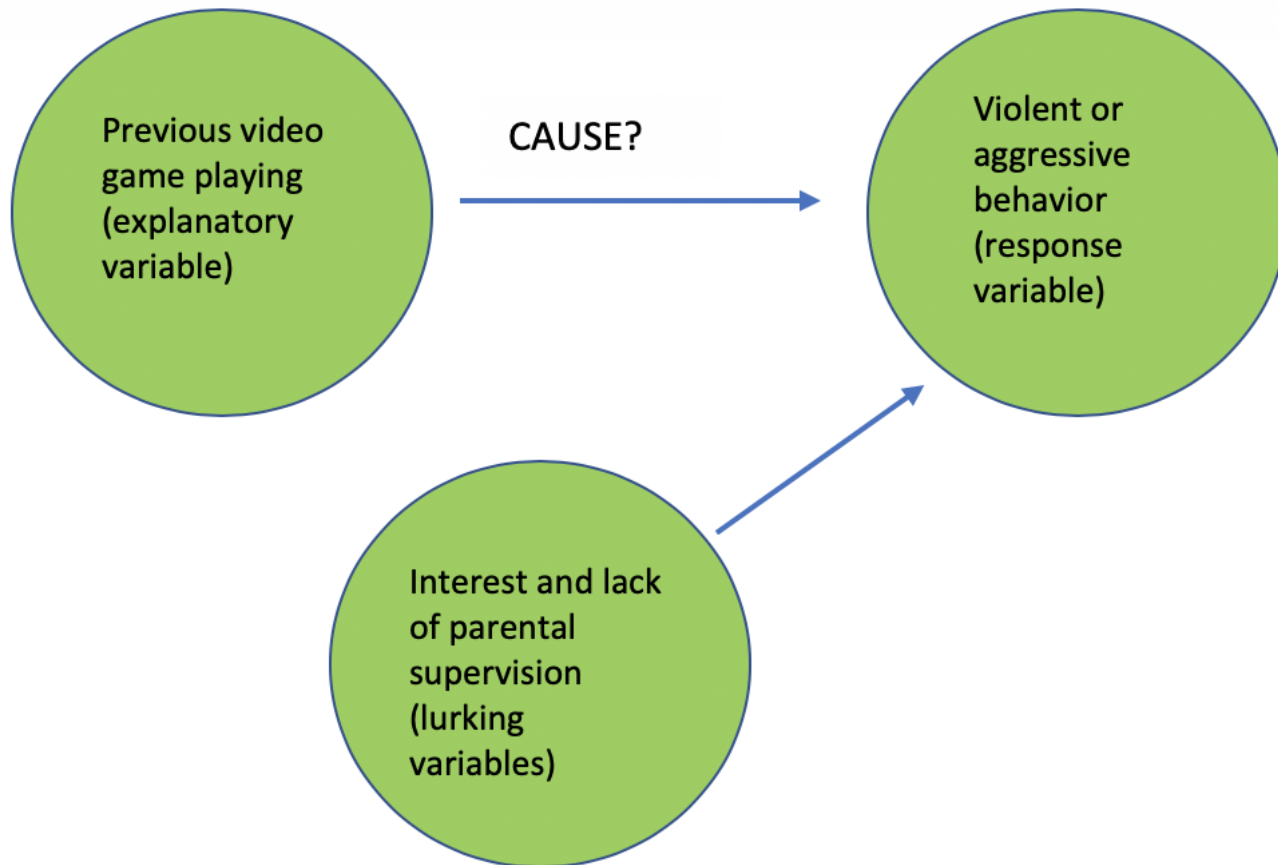 Previous video
game playing
(explanatory
variable)
CAUSE?
Violent or
aggressive
behavior
(response
variable)
Interest and lack
of parental
supervision
(lurking
variables)